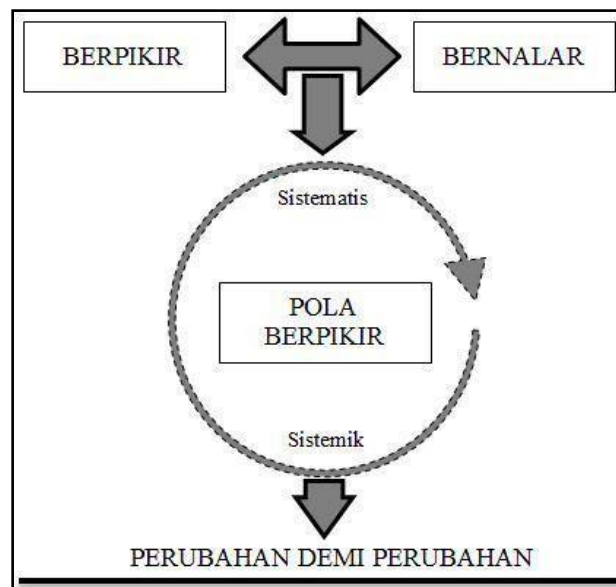 BERPIKIR
BERNALAR
Sistematis
POLA
BERPIKIR
Sistemik
PERUBAHAN DEMI PERUBAHAN